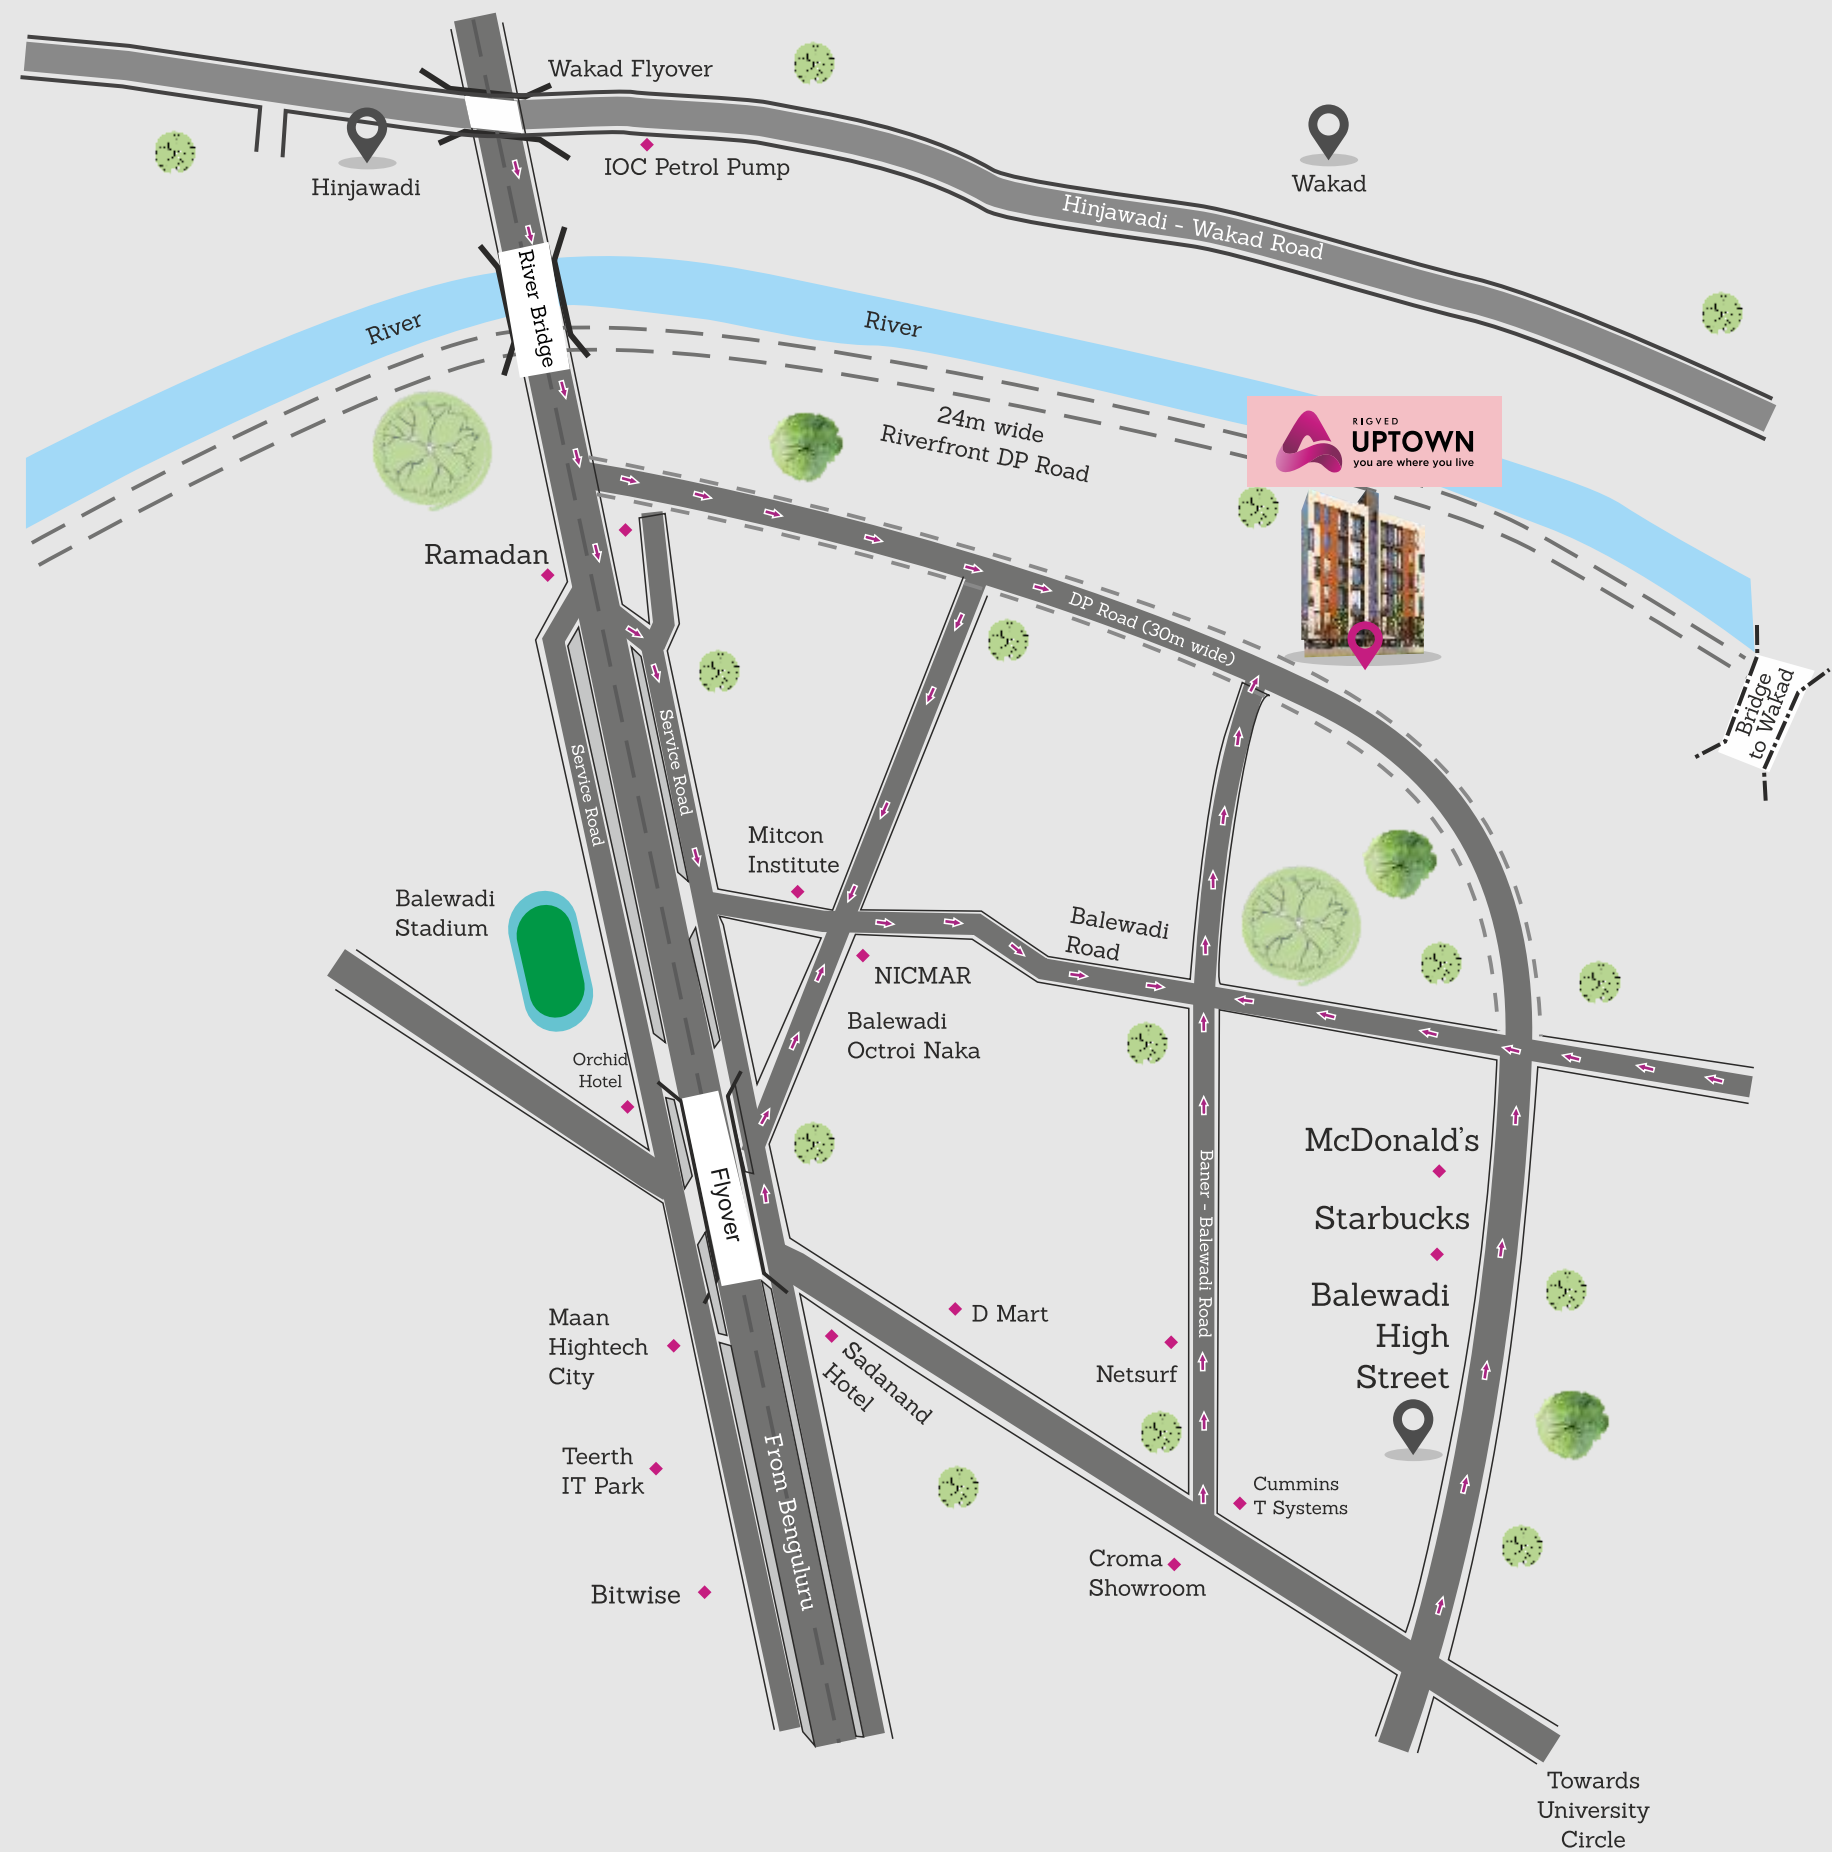 Wakad Flyover
IOC Petrol Pump
Hinjawadi
Wakad
Hinjawadi - Wakad Road
River Bridge
River
River
24m wide
Riverfront DP Road
RIGVED
UPTOWN
you are where you live
Ramadan
DP Road (30m wide)
Bridge
to Wakad
Service Road
Service Road
Mitcon
Institute
Balewadi
Stadium
Balewadi
Road
NICMAR
Balewadi
Octroi Naka
Orchid
Hotel
Flyover
McDonald's
Starbucks
Balewadi
High
Street
Baner - Balewadi Road
Maan
Hightech
City
D Mart
Sadanand
Hotel
Netsurf
Teerth
IT Park
From Benguluru
Cummins
T Systems
Croma
Showroom
Bitwise
Towards
University
Circle